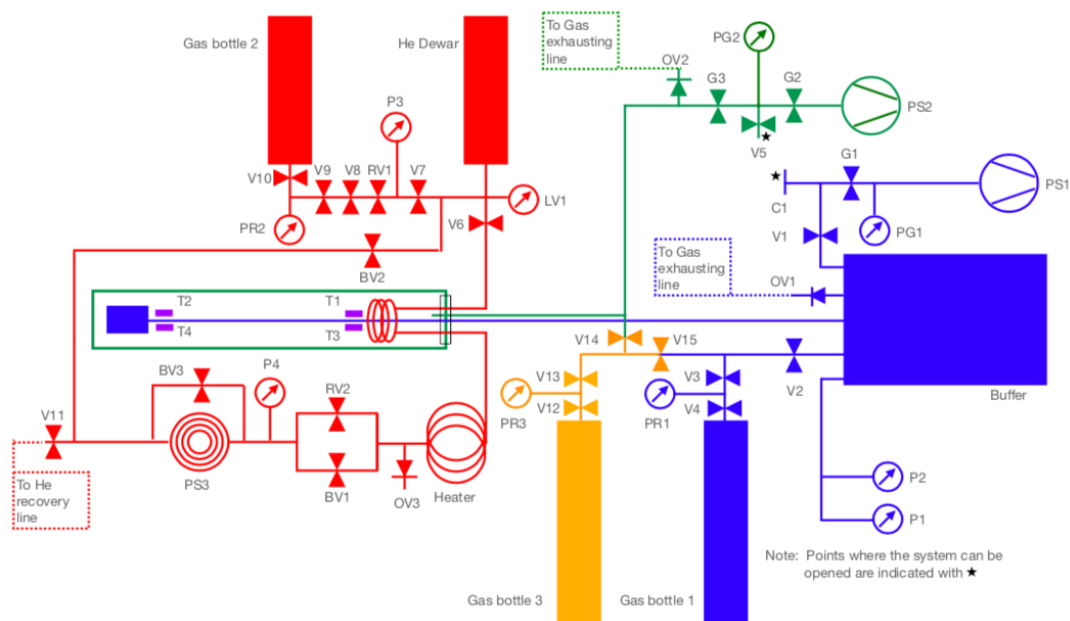 Gas bottle 2
He Dewar
To Gas
exhausting
line
OV2
PG2
G3
G2
PS2
V5
P3
V10
V9
V8
RV1
V7
LV1
PR2
V6
BV2
G1
C1
PS1
V1
PG1
To Gas
exhausting
line
OV1
T2
T1
T4
T3
V14
V15
V2
Buffer
BV3
P4
RV2
V13
V3
PR3
V12
PR1
V4
V11
PS3
BV1
OV3
Heater
To He
recovery
line
P2
P1
Note: Points where the system can be
opened are indicated with ★
Gas bottle 3
Gas bottle 1